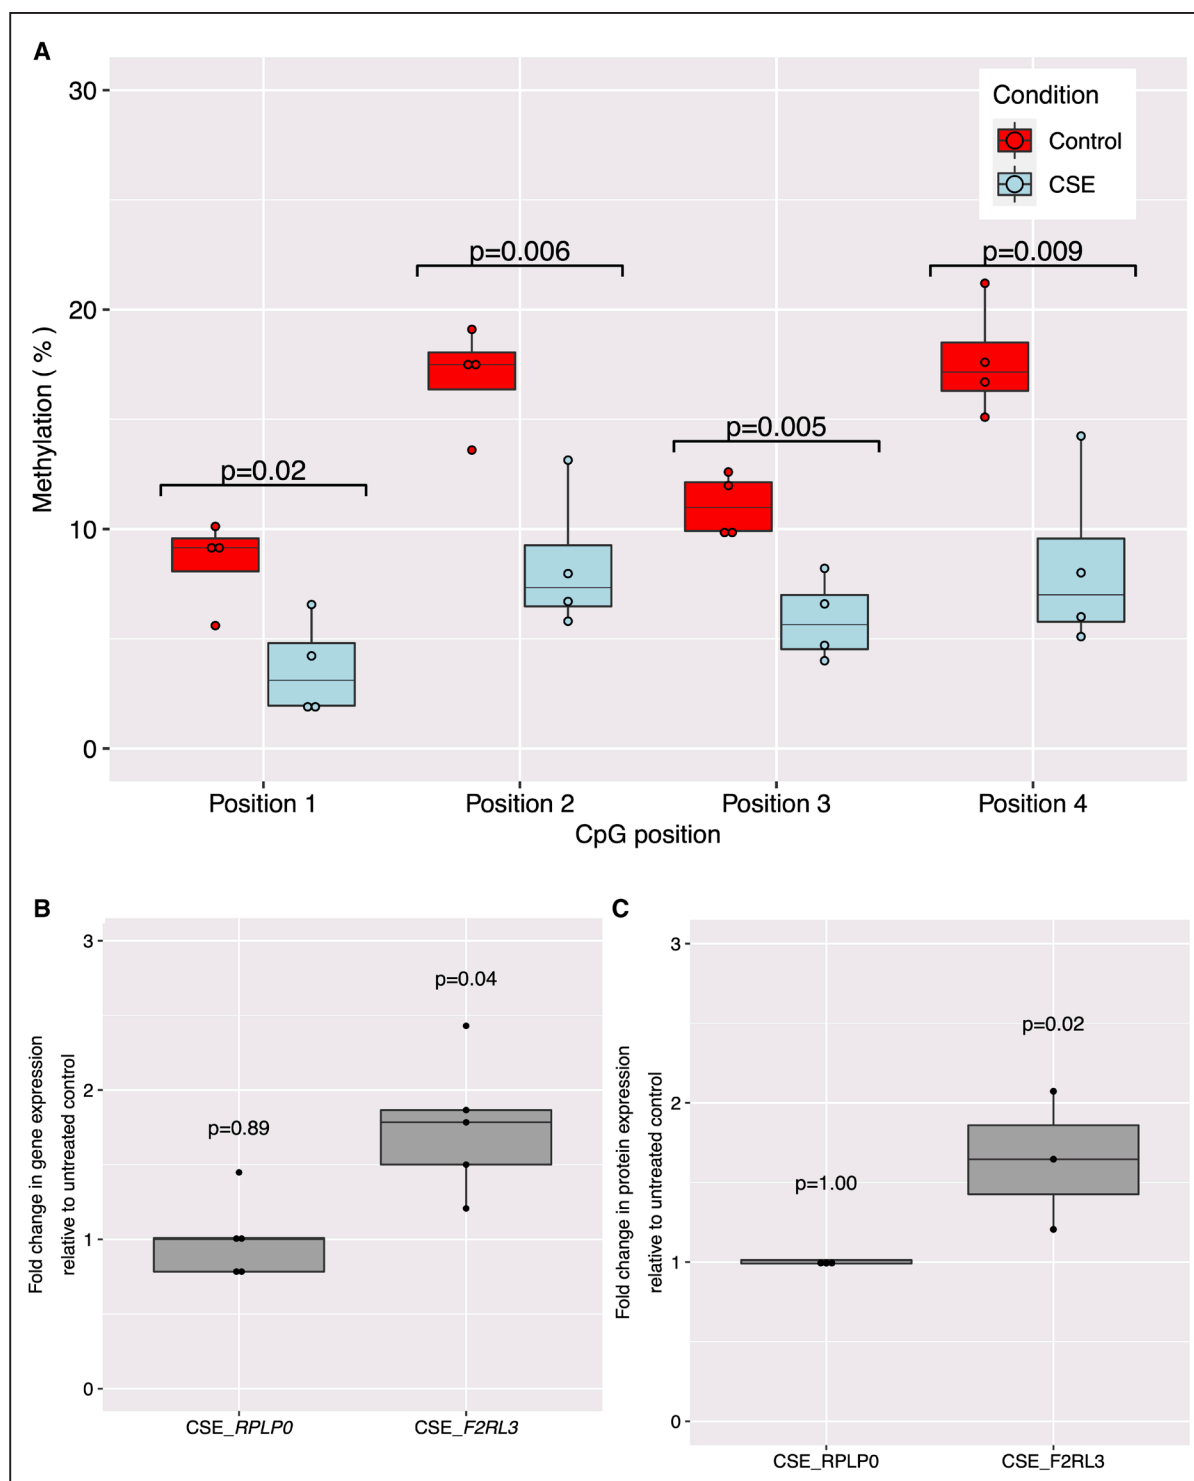 A
30
20
10
0
Methylation ( % )
Condition
Control
CSE
p=0.02
p=0.006
p=0.005
p=0.009
Position 1
Position 2
Position 3
Position 4
CpG position
B
3
2
1
0
Fold change in gene expression
relative to untreated control
p=0.89
p=0.04
CSE_RPLP0
CSE_F2RL3
C
3
2
1
0
Fold change in protein expression
relative to untreated control
p=1.00
p=0.02
CSE_RPLP0
CSE_F2RL3